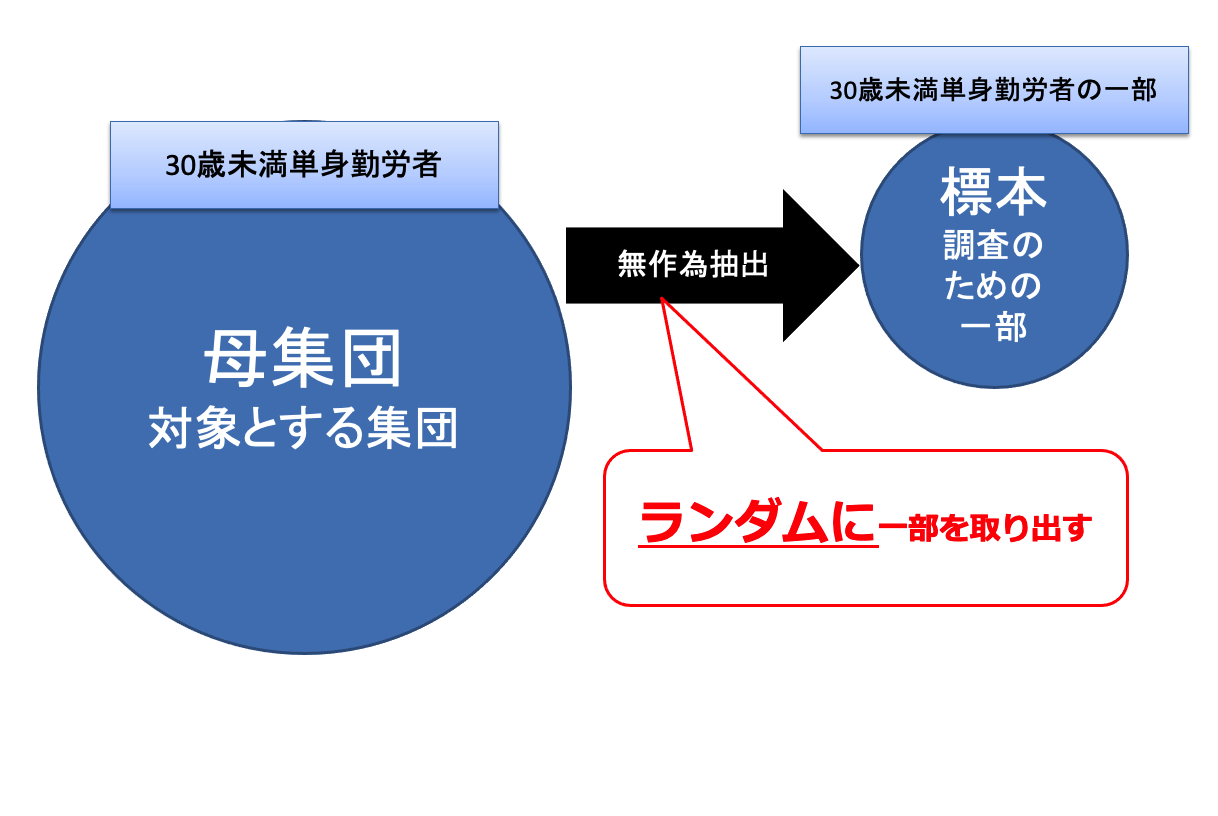 30歳未満単身勤労者
母集団
対象とする集団
無作為抽出
30歳未満単身勤労者の一部
標本
調査の
ための
一部
ランダムに一部を取り出す